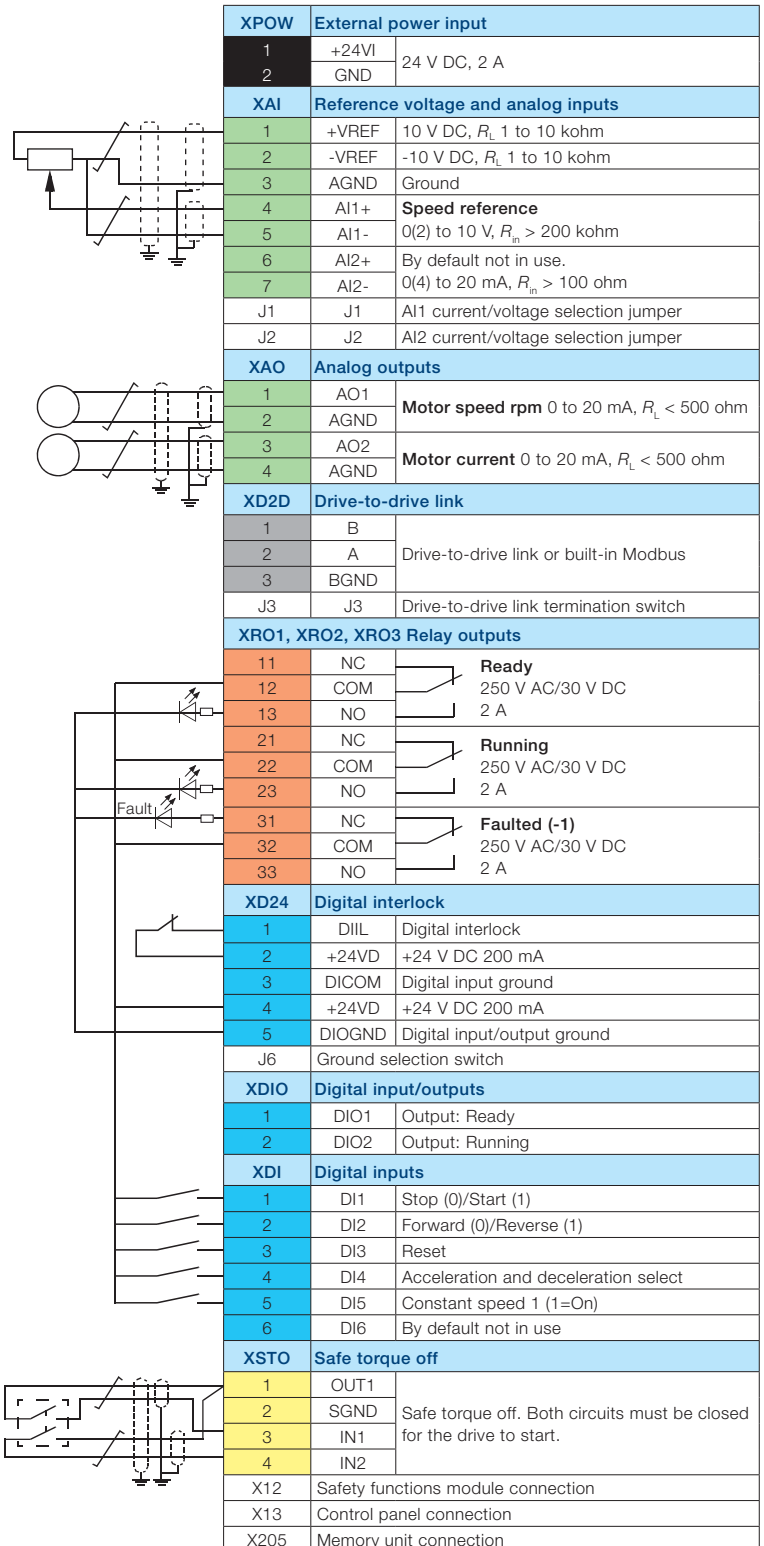 XPOW External power input
1 +24VI 24 V DC, 2 A
2 GND
XAI Reference voltage and analog inputs
1 +VREF 10 V DC, RL 1 to 10 kohm
2 -VREF -10 V DC, RL 1 to 10 kohm
3 AGND Ground
4 AI1+ Speed reference
5 AI1- 0(2) to 10 V, Rin > 200 kohm
6 AI2+ By default not in use.
7 AI2- 0(4) to 20 mA, Rin > 100 ohm
J1 J1 AI1 current/voltage selection jumper
J2 J2 AI2 current/voltage selection jumper
XAO Analog outputs
1 AO1 Motor speed rpm 0 to 20 mA, RL < 500 ohm
2 AGND
3 AO2 Motor current 0 to 20 mA, RL < 500 ohm
4 AGND
XD2D Drive-to-drive link
1 B
2 A Drive-to-drive link or built-in Modbus
3 BGND
J3 J3 Drive-to-drive link termination switch
XRO1, XRO2, XRO3 Relay outputs
11 NC Ready
12 COM 250 V AC/30 V DC
13 NO 2 A
21 NC Running
22 COM 250 V AC/30 V DC
23 NO 2 A
Fault
31 NC Faulted (-1)
32 COM 250 V AC/30 V DC
33 NO 2 A
XD24 Digital interlock
1 DIIL Digital interlock
2 +24VD +24 V DC 200 mA
3 DICOM Digital input ground
4 +24VD +24 V DC 200 mA
5 DIOGND Digital input/output ground
J6 Ground selection switch
XDIO Digital input/outputs
1 DIO1 Output: Ready
2 DIO2 Output: Running
XDI Digital inputs
1 DI1 Stop (0)/Start (1)
2 DI2 Forward (0)/Reverse (1)
3 DI3 Reset
4 DI4 Acceleration and deceleration select
5 DI5 Constant speed 1 (1=On)
6 DI6 By default not in use
XSTO Safe torque off
1 OUT1
2 SGND Safe torque off. Both circuits must be closed
3 IN1 for the drive to start.
4 IN2
X12 Safety functions module connection
X13 Control panel connection
X205 Memory unit connection